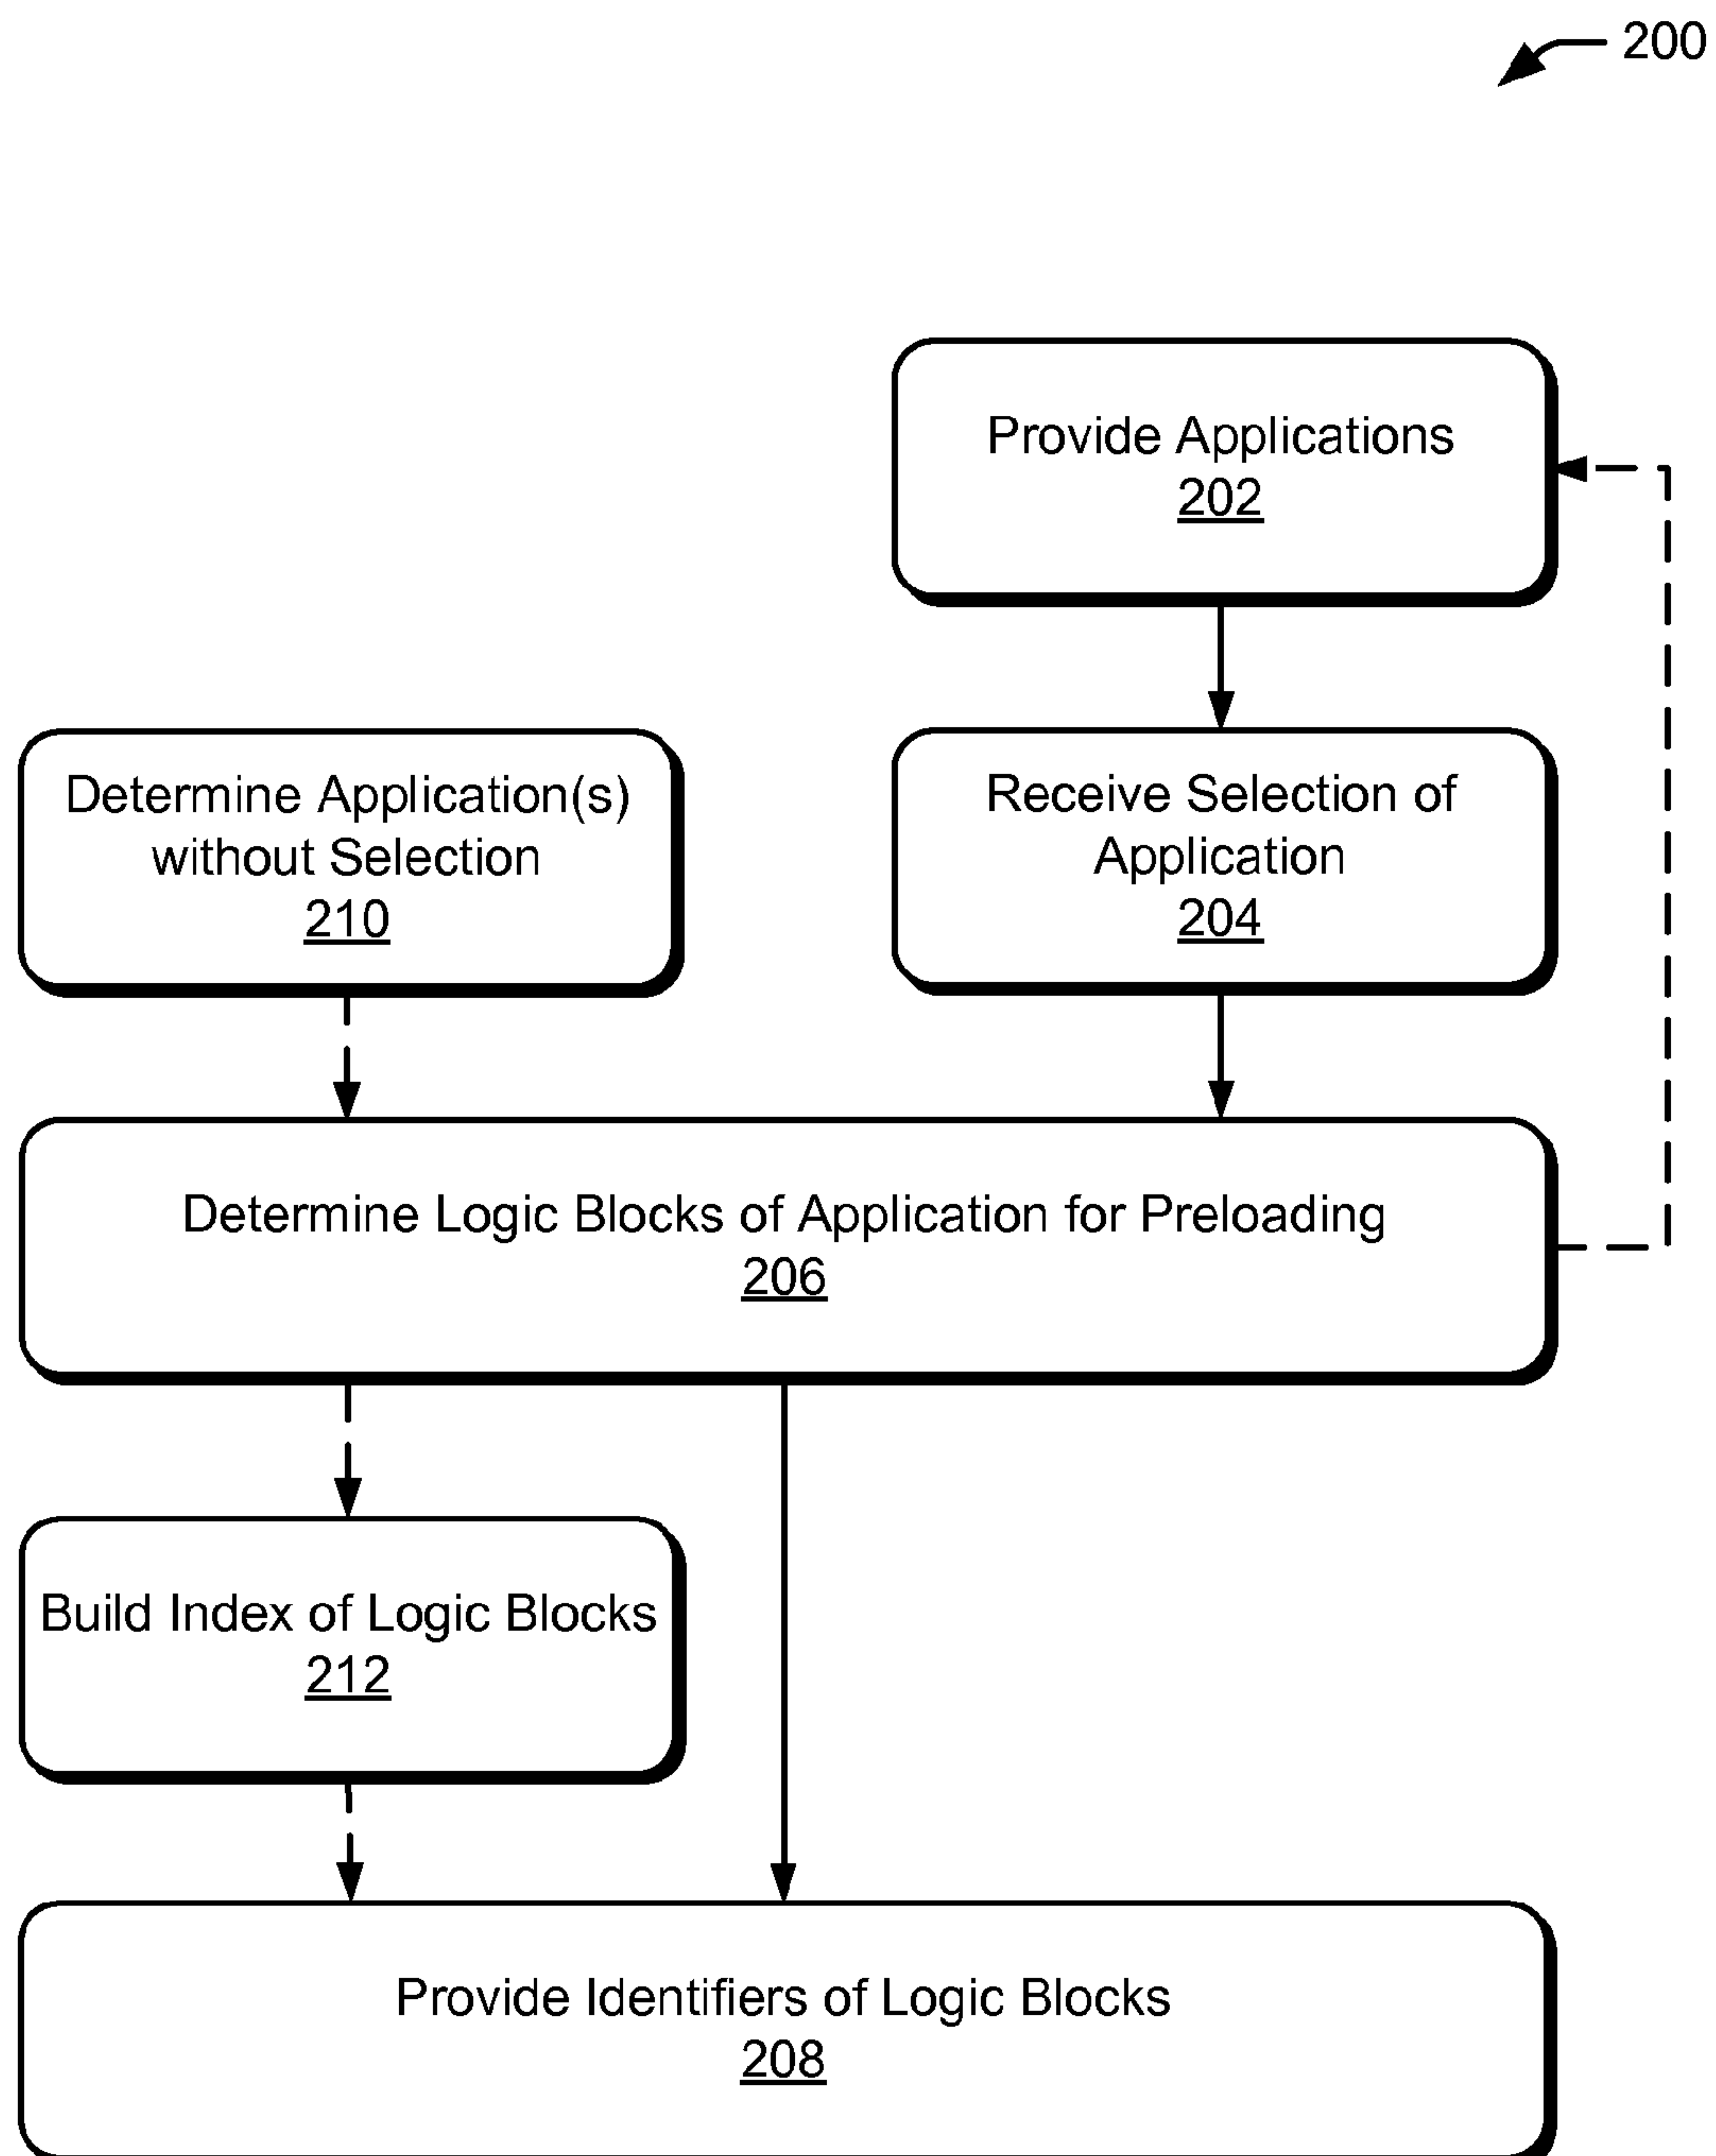 200
Provide Applications
202
Determine Application(s)
without Selection
210
Receive Selection of
Application
204
Determine Logic Blocks of Application for Preloading
206
Build Index of Logic Blocks
212
Provide Identifiers of Logic Blocks
208